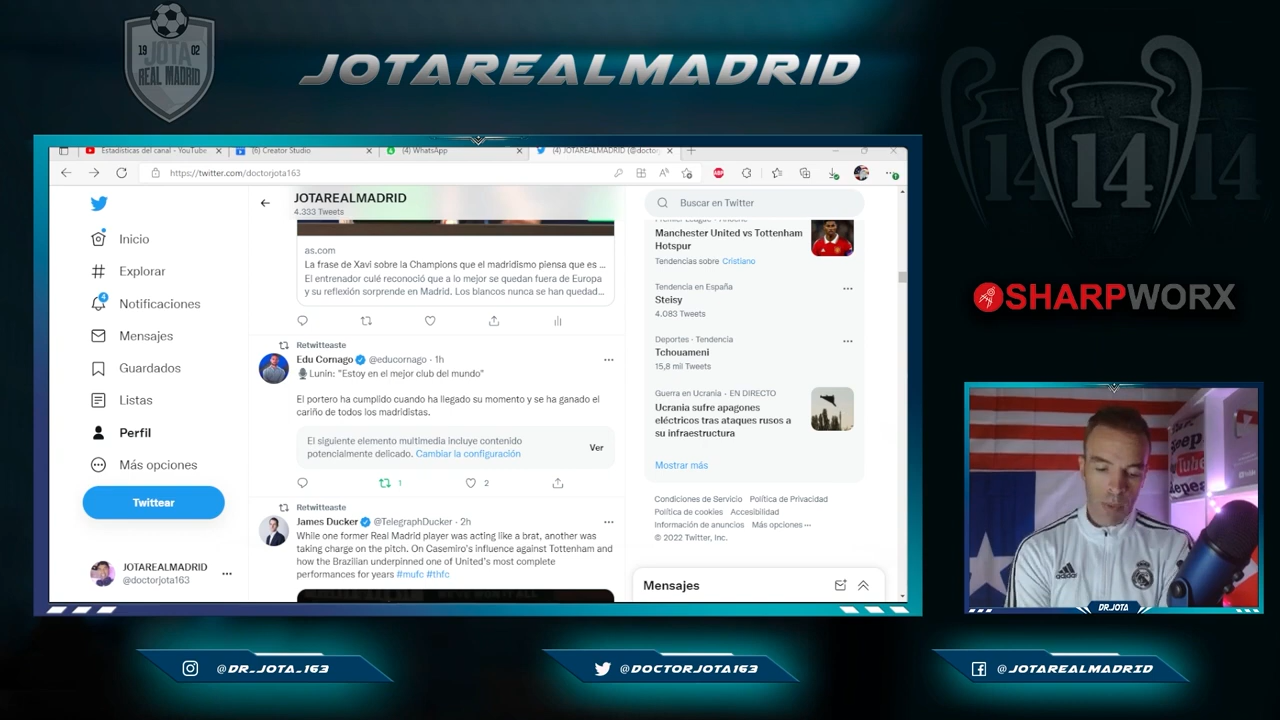 19 02
JOTA
REAL MADRID
JOTAREALMADRID
14
14
14
SHARPWORX
Estadísticas del canal - YouTube
(6) Creator Studio
(4) WhatsApp
(4) JOTAREALMADRID (@doctor
https://twitter.com/doctorjota163
ABP
Inicio
Explorar
4
Notificaciones
Mensajes
Guardados
Listas
Perfil
Más opciones
Twittear
JOTAREALMADRID
@doctorjota163
JOTAREALMADRID
4.333 Tweets
as.com
La frase de Xavi sobre la Champions que el madridismo piensa que es ...
El entrenador culé reconoció que a lo mejor se quedan fuera de Europa
y su reflexión sorprende en Madrid. Los blancos nunca se han quedad...
Retwitteaste
Edu Cornago @educornago · 1h
Lunin: "Estoy en el mejor club del mundo"
El portero ha cumplido cuando ha llegado su momento y se ha ganado el
cariño de todos los madridistas.
El siguiente elemento multimedia incluye contenido
potencialmente delicado. Cambiar la configuración
Ver
1
2
Retwitteaste
James Ducker @TelegraphDucker · 2h
While one former Real Madrid player was acting like a brat, another was
taking charge on the pitch. On Casemiro's influence against Tottenham and
how the Brazilian underpinned one of United's most complete
performances for years #mufc #thfc
Buscar en Twitter
Premier League · Anoche
Manchester United vs Tottenham
Hotspur
Tendencias sobre Cristiano
Tendencia en España
Steisy
4.083 Tweets
Deportes · Tendencia
Tchouameni
15,8 mil Tweets
Guerra en Ucrania · EN DIRECTO
Ucrania sufre apagones
eléctricos tras ataques rusos a
su infraestructura
Mostrar más
Condiciones de Servicio Política de Privacidad
Política de cookies Accesibilidad
Información de anuncios Más opciones ···
© 2022 Twitter, Inc.
Mensajes
adidas
DR.JOTA
@DR_JOTA_163
@DOCTORJOTA163
@JOTAREALMADRID